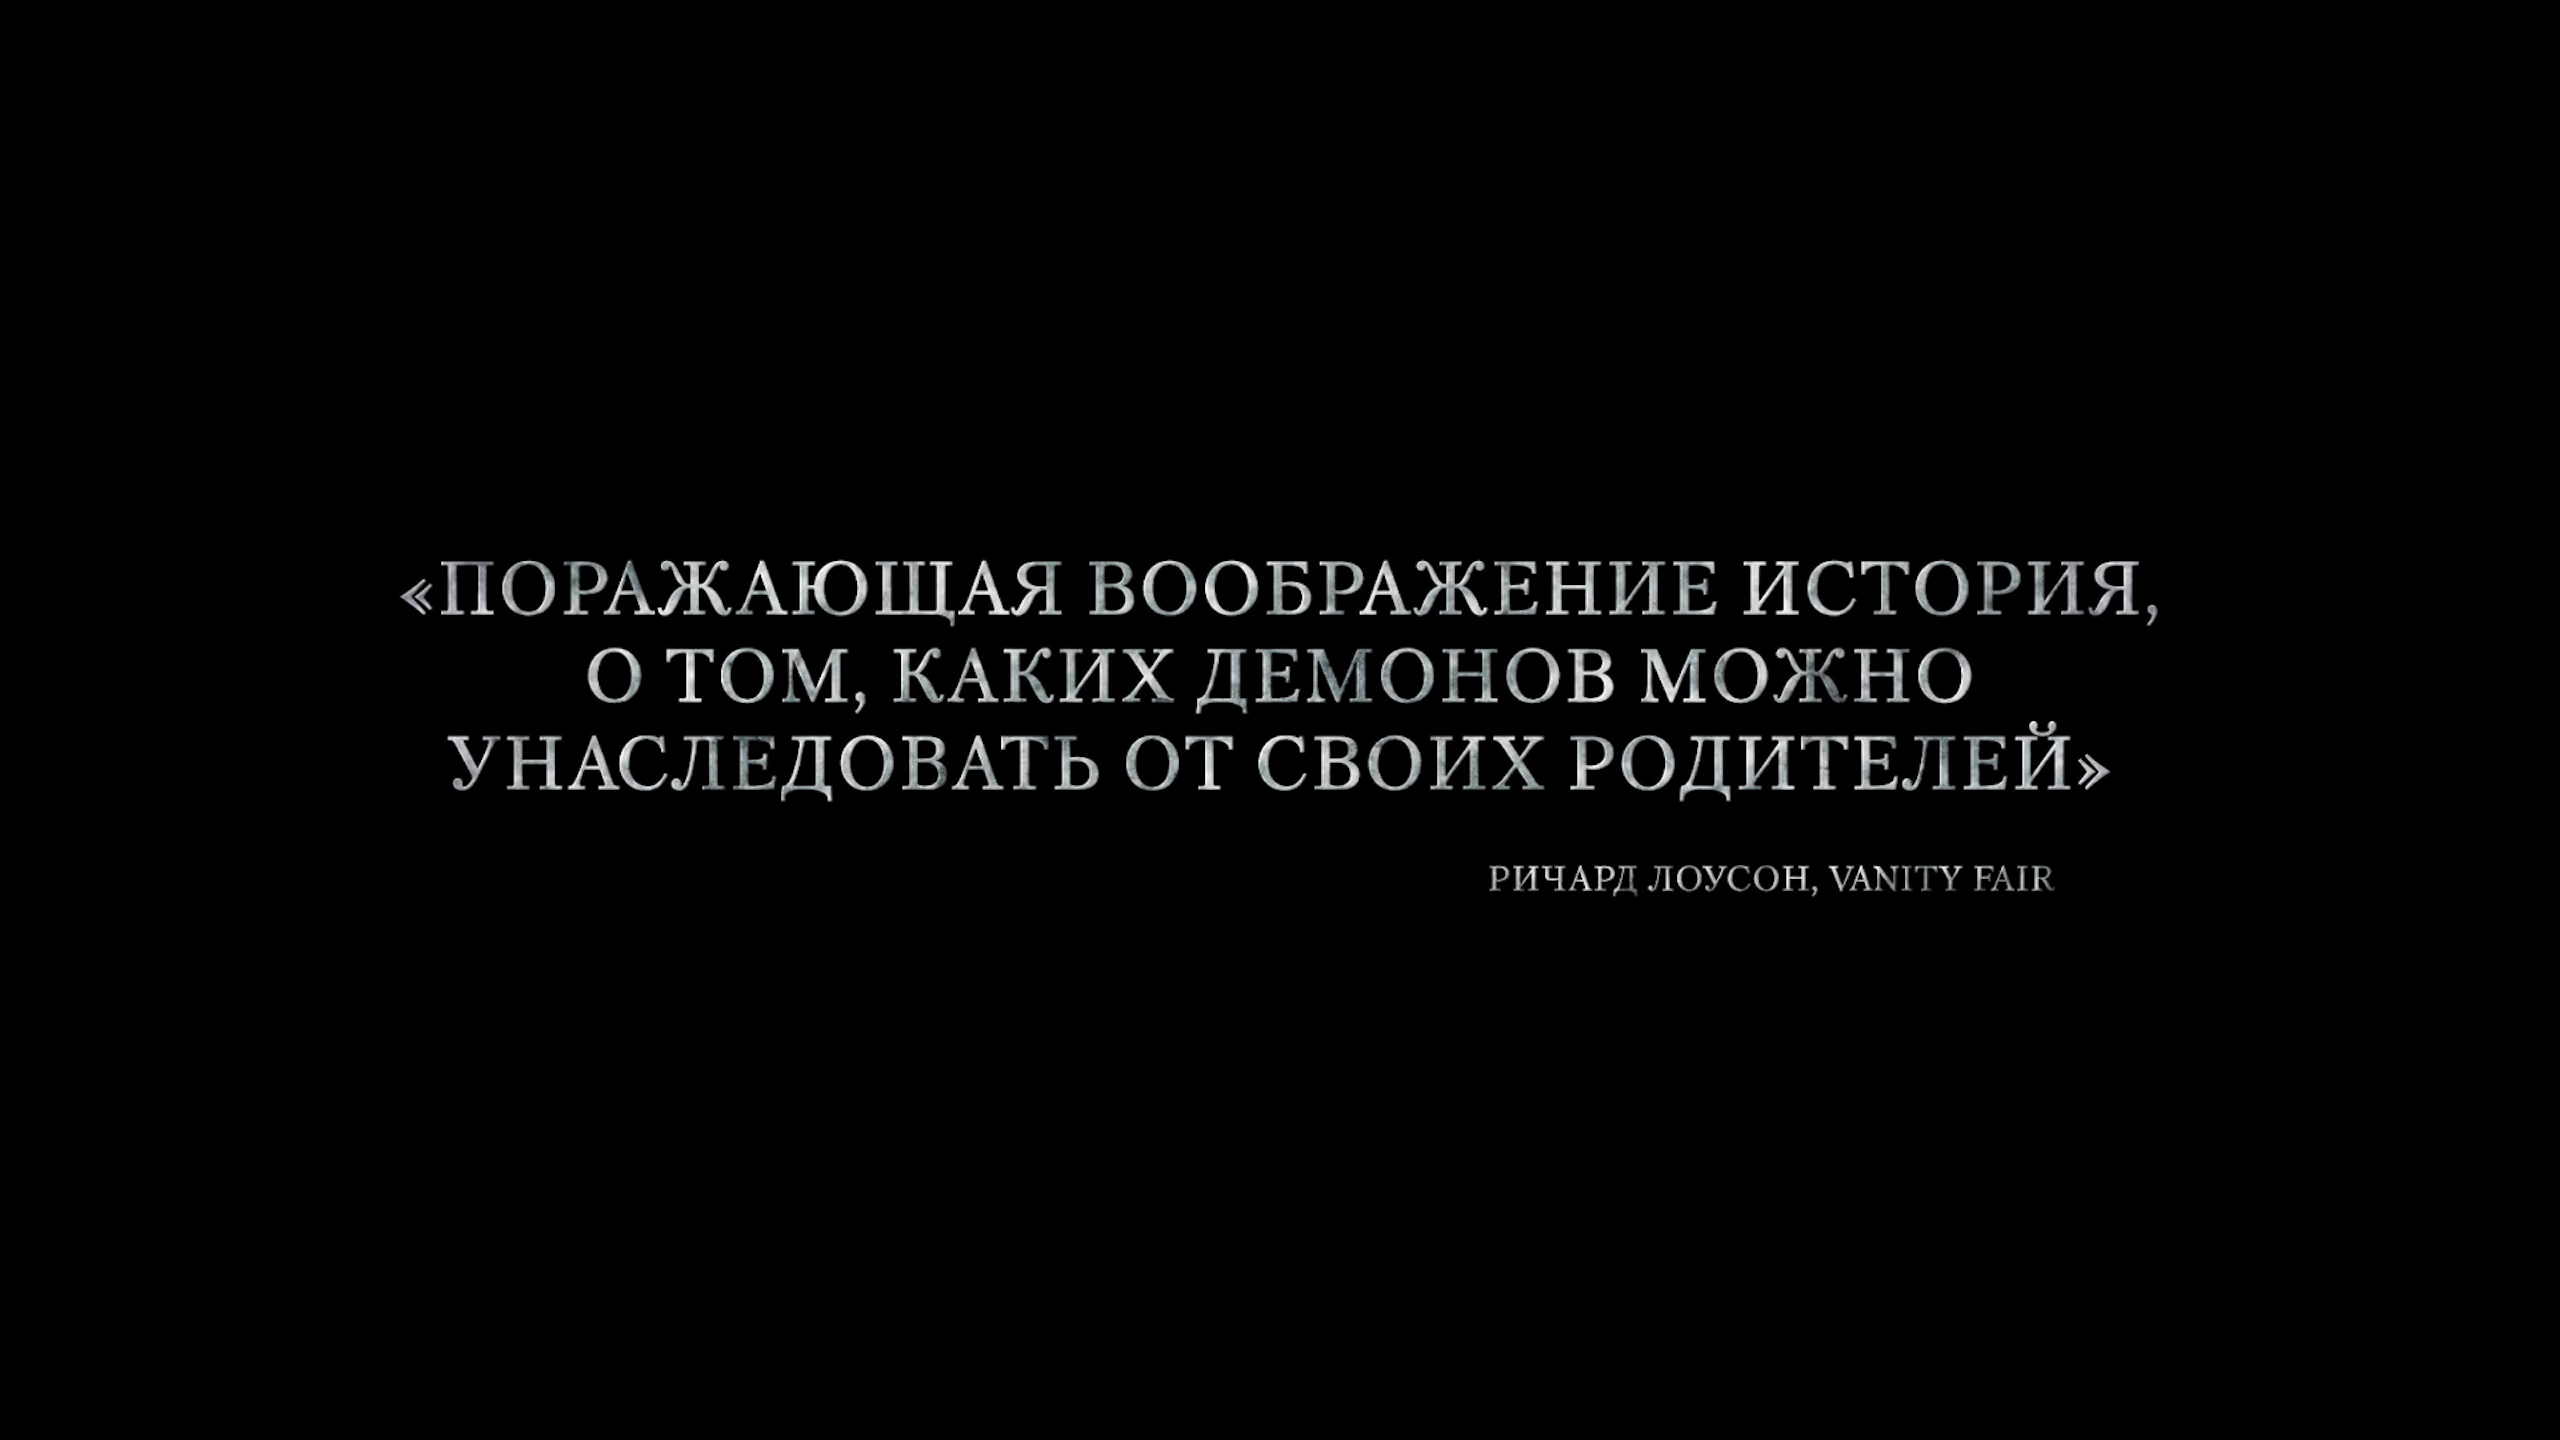 «ПОРАЖАЮЩАЯ ВООБРАЖЕНИЕ ИСТОРИЯ,
О ТОМ, КАКИХ ДЕМОНОВ МОЖНО
УНАСЛЕДОВАТЬ ОТ СВОИХ РОДИТЕЛЕЙ»
РИЧАРД ЛОУСОН, VANITY FAIR